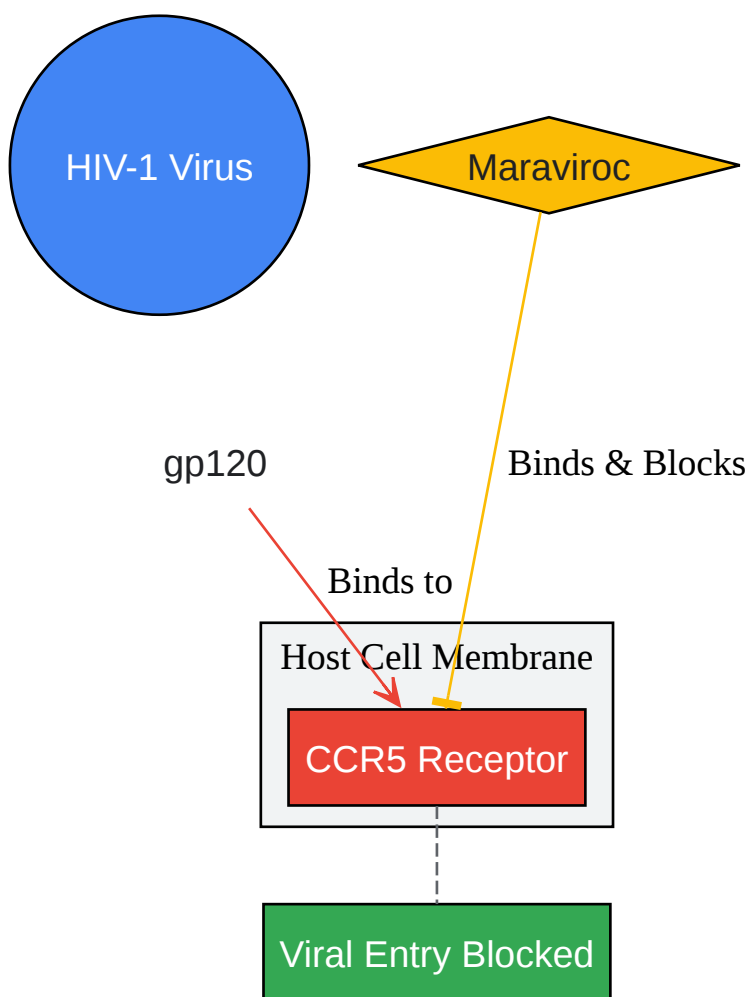 HIV-1 Virus
Maraviroc
gp120
Binds & Blocks
Binds to
Host Cell Membrane
CCR5 Receptor
Viral Entry Blocked